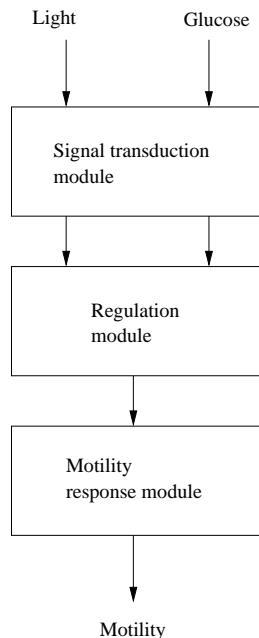 Light Glucose
Signal transduction
module
Regulation
module
Motility
response module
Motility